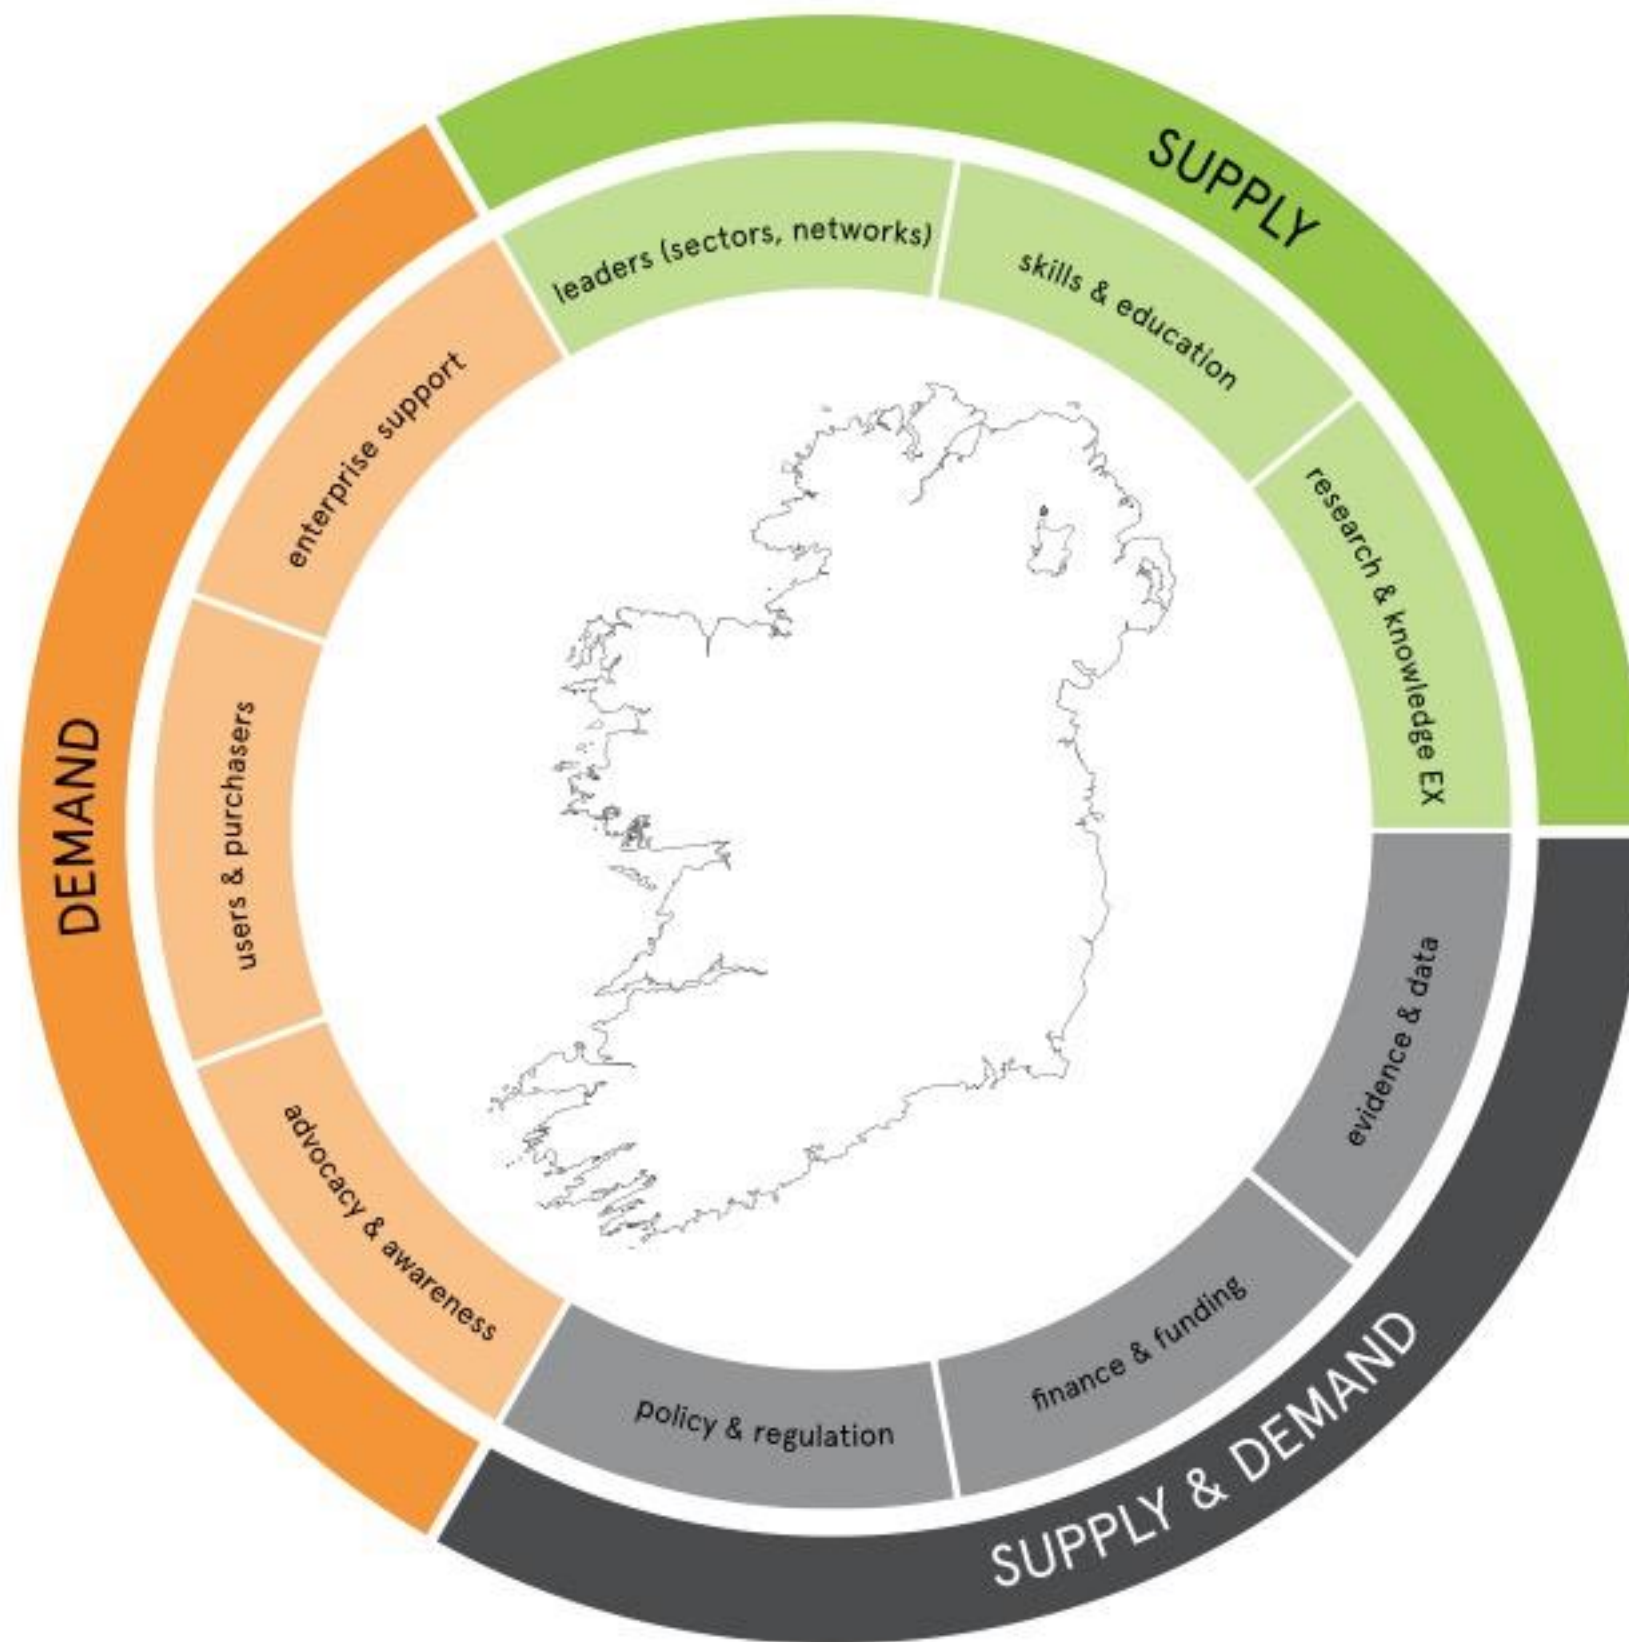 SUPPLY
leaders (sectors, networks)
skills & education
research & knowledge EX
SUPPLY & DEMAND
evidence & data
finance & funding
policy & regulation
DEMAND
advocacy & awareness
users & purchasers
enterprise support